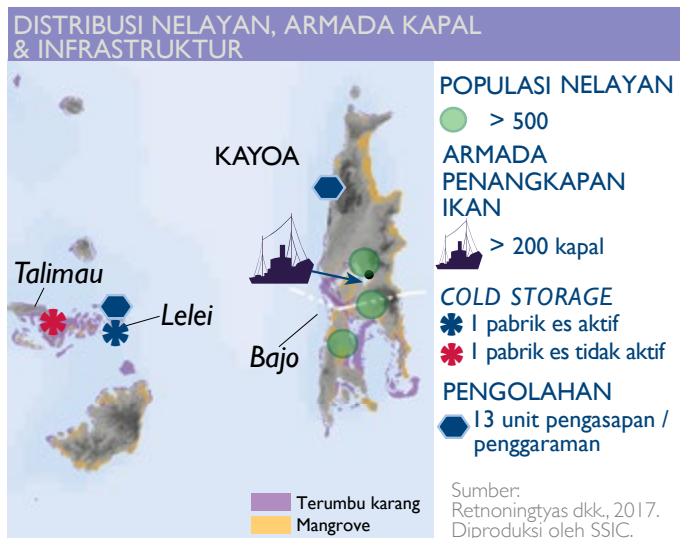 DISTRIBUSI NELAYAN, ARMADA KAPAL
& INFRASTRUKTUR
KAYOA
Talimau
Lelei
Bajo
Terumbu karang
Mangrove
POPULASI NELAYAN
> 500
ARMADA
PENANGKAPAN
IKAN
> 200 kapal
COLD STORAGE
1 pabrik es aktif
1 pabrik es tidak aktif
PENGOLAHAN
13 unit pengasapan /
penggaraman
Sumber:
Retnoningtyas dkk., 2017.
Diproduksi oleh SSIC.